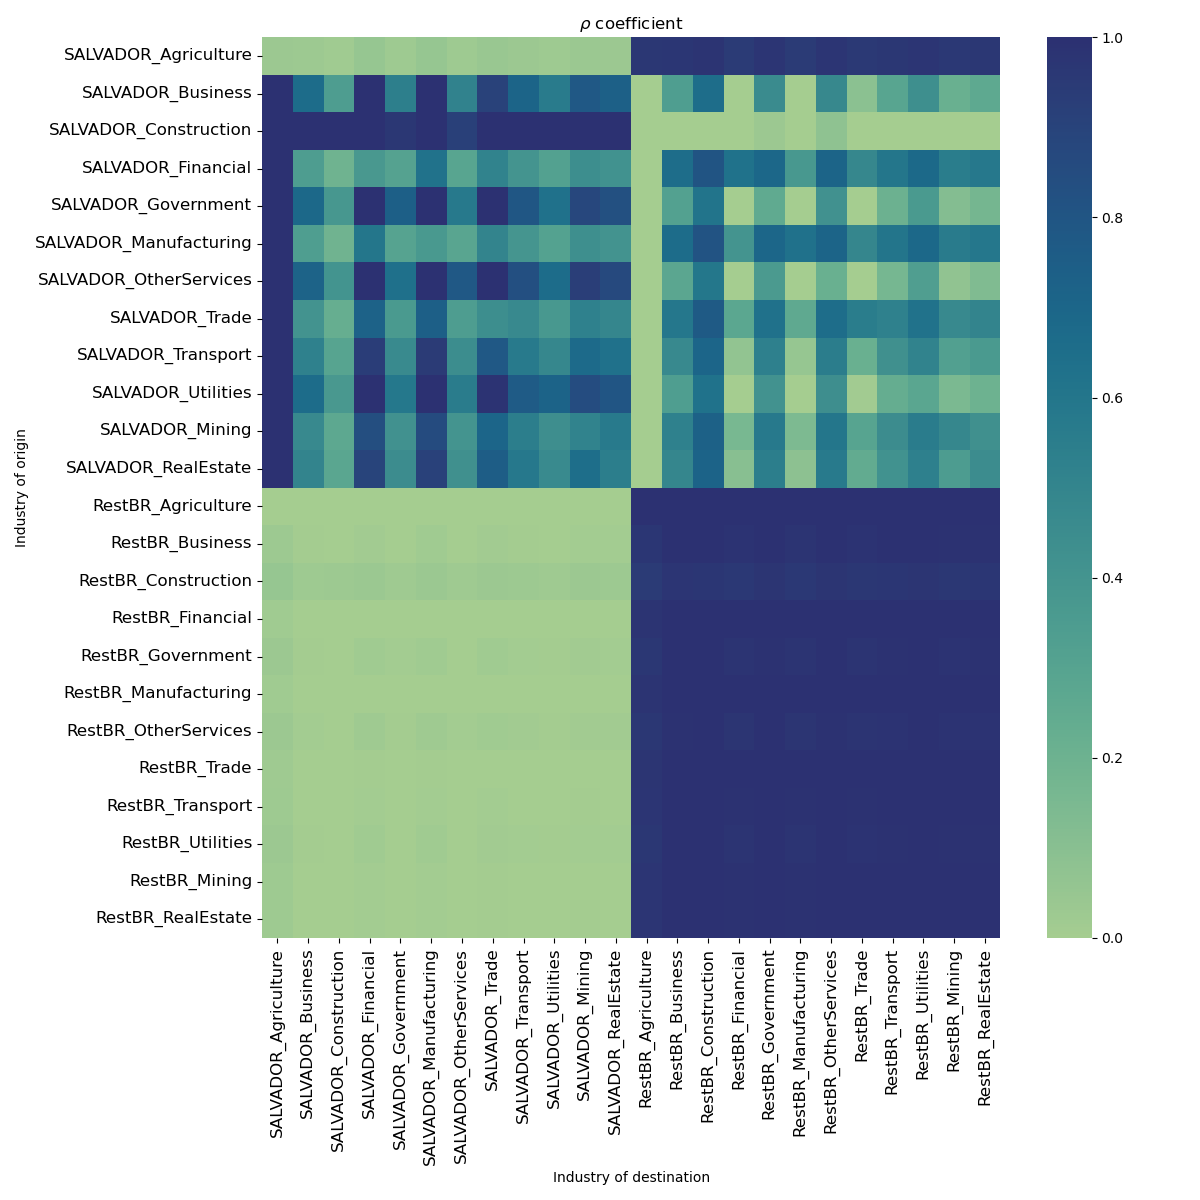 ρ coefficient
SALVADOR_Agriculture
SALVADOR_Business
SALVADOR_Construction
SALVADOR_Financial
SALVADOR_Government
SALVADOR_Manufacturing
SALVADOR_OtherServices
SALVADOR_Trade
SALVADOR_Transport
SALVADOR_Utilities
SALVADOR_Mining
SALVADOR_RealEstate
RestBR_Agriculture
RestBR_Business
RestBR_Construction
RestBR_Financial
RestBR_Government
RestBR_Manufacturing
RestBR_OtherServices
RestBR_Trade
RestBR_Transport
RestBR_Utilities
RestBR_Mining
RestBR_RealEstate
Industry of origin
SALVADOR_Agriculture
SALVADOR_Business
SALVADOR_Construction
SALVADOR_Financial
SALVADOR_Government
SALVADOR_Manufacturing
SALVADOR_OtherServices
SALVADOR_Trade
SALVADOR_Transport
SALVADOR_Utilities
SALVADOR_Mining
SALVADOR_RealEstate
RestBR_Agriculture
RestBR_Business
RestBR_Construction
RestBR_Financial
RestBR_Government
RestBR_Manufacturing
RestBR_OtherServices
RestBR_Trade
RestBR_Transport
RestBR_Utilities
RestBR_Mining
RestBR_RealEstate
Industry of destination
1.0
0.8
0.6
0.4
0.2
0.0